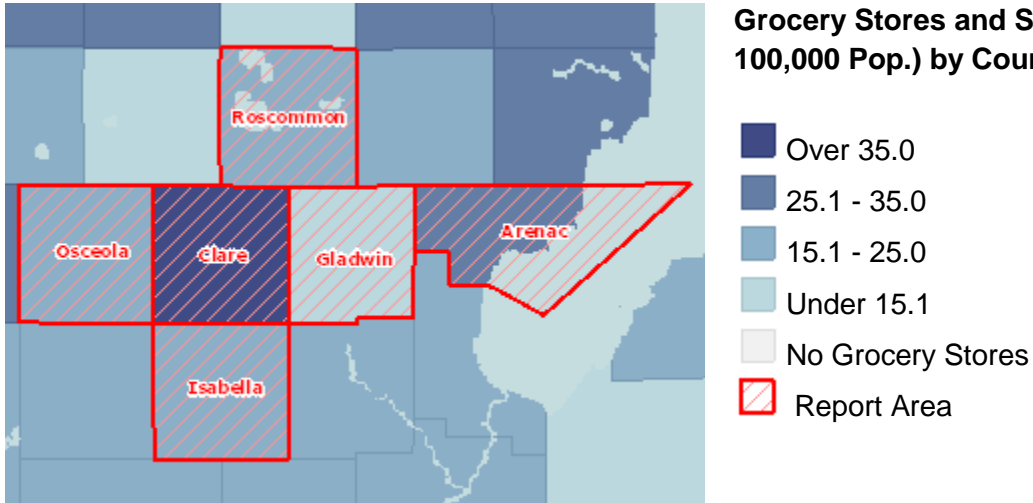 Grocery Stores and S
100,000 Pop.) by Cou
Roscommon
Osceola
Clare
Gladwin
Arenac
Isabella
Over 35.0
25.1 - 35.0
15.1 - 25.0
Under 15.1
No Grocery Stores
Report Area